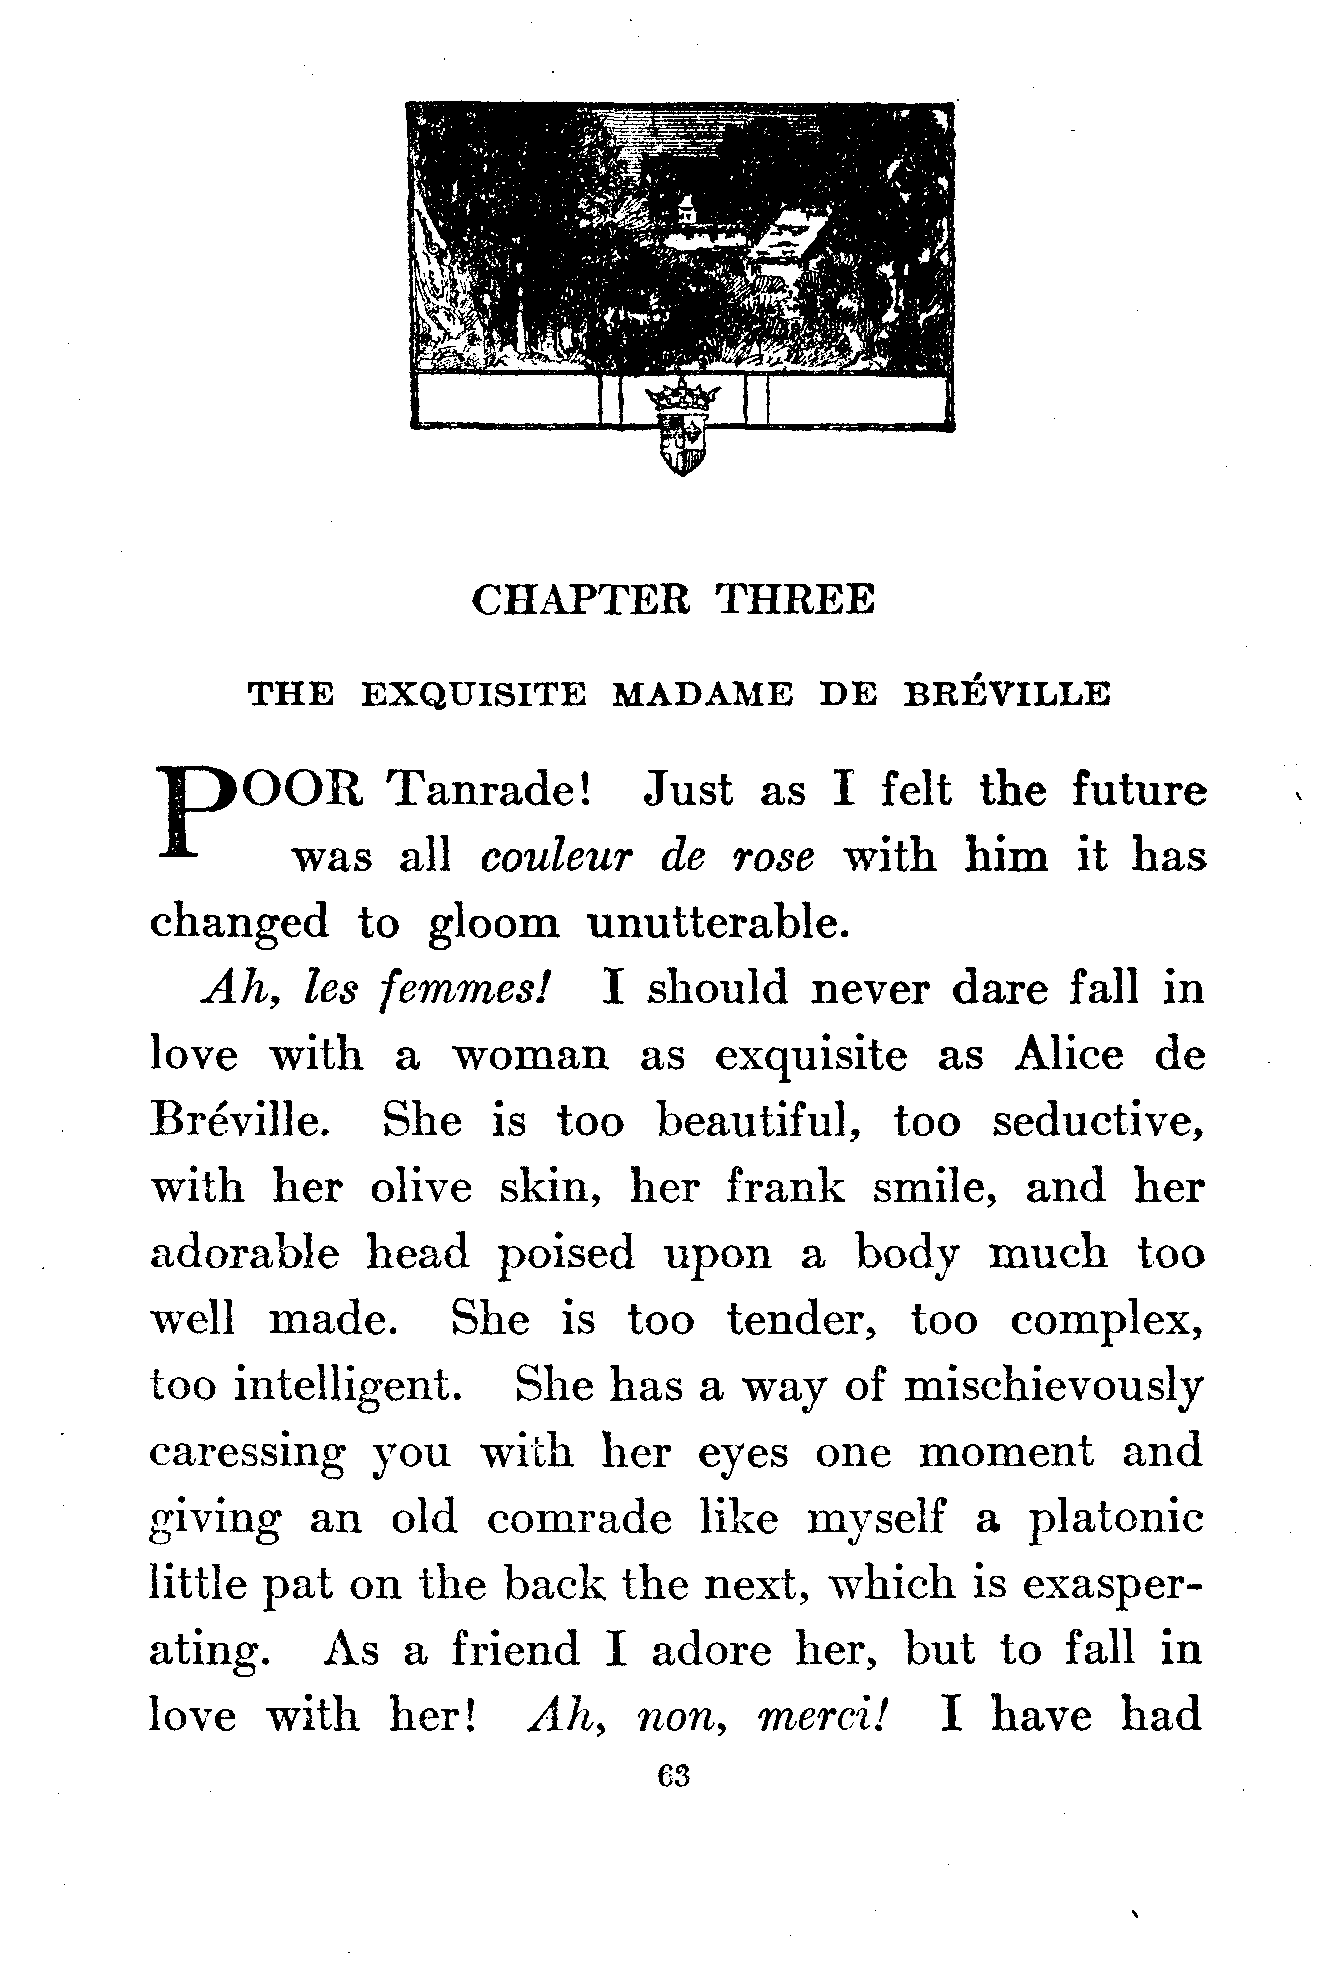 CHAPTER THREE
THE EXQUISITE MADAME DE BRÉVILLE
POOR Tanrade! Just as I felt the future
was all couleur de rose with him it has
changed to gloom unutterable.
Ah, les femmes! I should never dare fall in
love with a woman as exquisite as Alice de
Bréville. She is too beautiful, too seductive,
with her olive skin, her frank smile, and her
adorable head poised upon a body much too
well made. She is too tender, too complex,
too intelligent. She has a way of mischievously
caressing you with her eyes one moment and
giving an old comrade like myself a platonic
little pat on the back the next, which is exasper-
ating. As a friend I adore her, but to fall in
love with her! Ah, non, merci! I have had
63